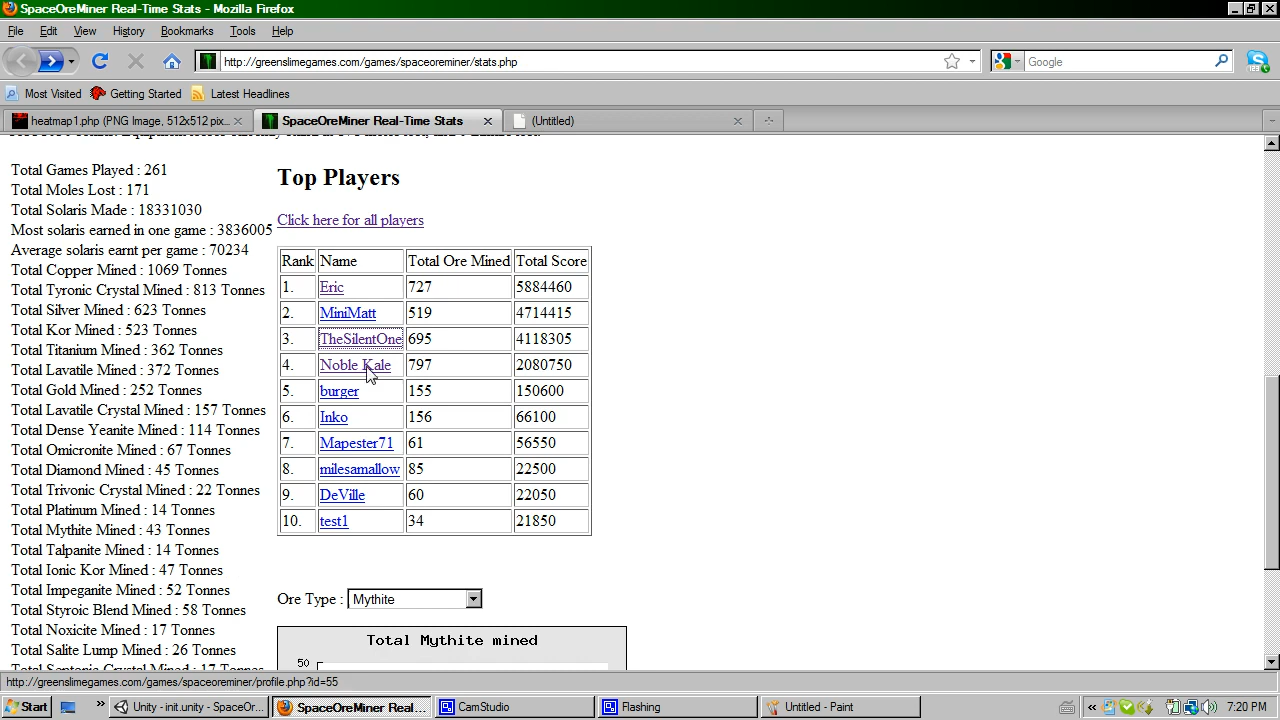 SpaceOreMiner Real-Time Stats - Mozilla Firefox
File Edit View History Bookmarks Tools Help
http://greenslimegames.com/games/spaceoreminer/stats.php
Google
Most Visited Getting Started Latest Headlines
heatmap1.php (PNG Image, 512x512 pix...
SpaceOreMiner Real-Time Stats
(Untitled)
Total Games Played : 261
Total Moles Lost : 171
Total Solaris Made : 18331030
Most solaris earned in one game : 3836005
Average solaris earnt per game : 70234
Total Copper Mined : 1069 Tonnes
Total Tyronic Crystal Mined : 813 Tonnes
Total Silver Mined : 623 Tonnes
Total Kor Mined : 523 Tonnes
Total Titanium Mined : 362 Tonnes
Total Lavatile Mined : 372 Tonnes
Total Gold Mined : 252 Tonnes
Total Lavatile Crystal Mined : 157 Tonnes
Total Dense Yeanite Mined : 114 Tonnes
Total Omicronite Mined : 67 Tonnes
Total Diamond Mined : 45 Tonnes
Total Trivonic Crystal Mined : 22 Tonnes
Total Platinum Mined : 14 Tonnes
Total Mythite Mined : 43 Tonnes
Total Talpanite Mined : 14 Tonnes
Total Ionic Kor Mined : 47 Tonnes
Total Impeganite Mined : 52 Tonnes
Total Styroic Blend Mined : 58 Tonnes
Total Noxicite Mined : 17 Tonnes
Total Salite Lump Mined : 26 Tonnes
Total Septonic Crystal Mined : 17 Tonnes
Top Players
Click here for all players
Rank Name Total Ore Mined Total Score
1. Eric 727 5884460
2. MiniMatt 519 4714415
3. TheSilentOne 695 4118305
4. Noble Kale 797 2080750
5. burger 155 150600
6. Inko 156 66100
7. Mapester71 61 56550
8. milesamallow 85 22500
9. DeVille 60 22050
10. test1 34 21850
Ore Type : Mythite
Total Mythite mined
50
http://greenslimegames.com/games/spaceoreminer/profile.php?id=55
Start » Unity - init.unity - SpaceOr... SpaceOreMiner Real... CamStudio Flashing Untitled - Paint « 7:20 PM